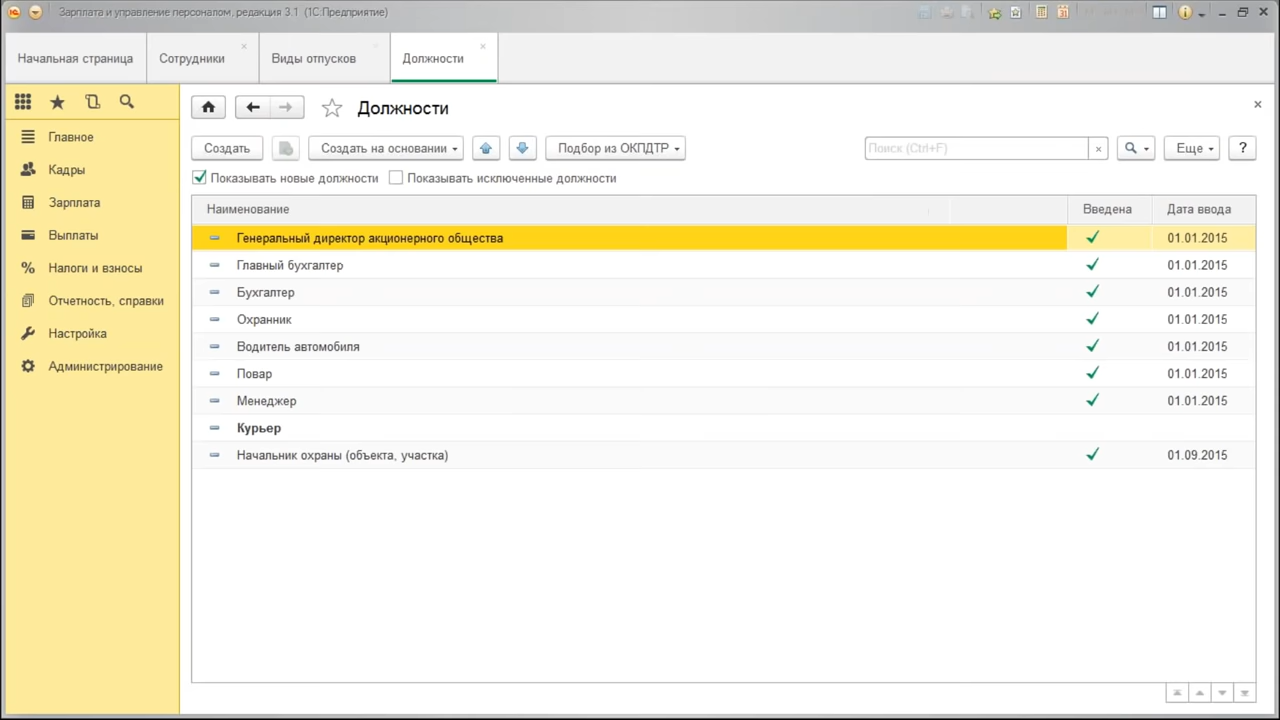 Зарплата и управление персоналом, редакция 3.1 (1С:Предприятие)
Начальная страница
Сотрудники
Виды отпусков
Должности
Должности
Создать
Создать на основании
Подбор из ОКПДТР
Поиск (Ctrl+F)
Еще
?
Показывать новые должности
Показывать исключенные должности
Главное
Кадры
Зарплата
Выплаты
Налоги и взносы
Отчетность, справки
Настройка
Администрирование
Наименование Введена Дата ввода
Генеральный директор акционерного общества 01.01.2015
Главный бухгалтер 01.01.2015
Бухгалтер 01.01.2015
Охранник 01.01.2015
Водитель автомобиля 01.01.2015
Повар 01.01.2015
Менеджер 01.01.2015
Курьер
Начальник охраны (объекта, участка) 01.09.2015